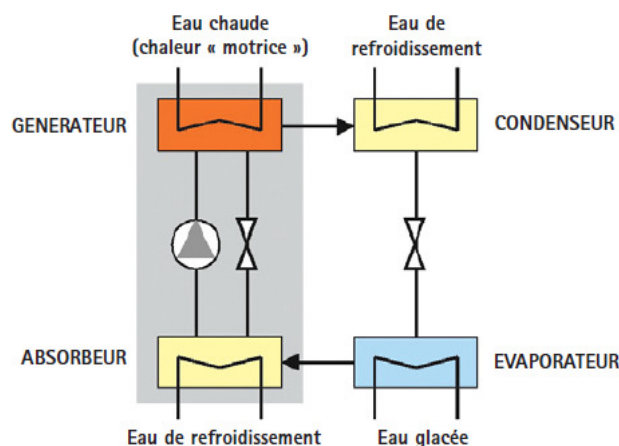 Eau chaude
(chaleur « motrice »)
Eau de
refroidissement
GENERATEUR
CONDENSEUR
ABSORBEUR
EVAPORATEUR
Eau de refroidissement
Eau glacée